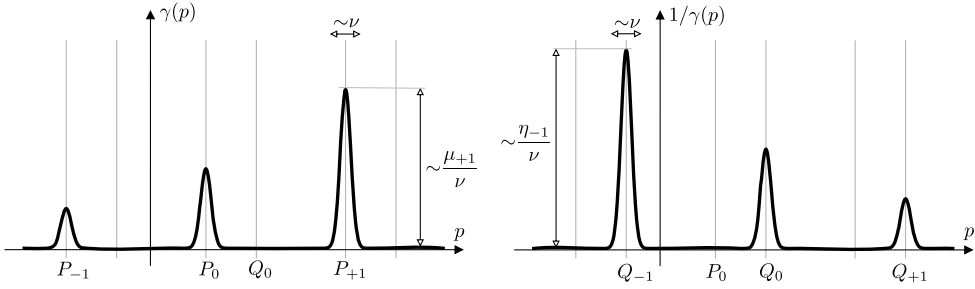 γ(p)
∼ν
∼μ₊₁/ν
p
P₋₁ P₀ Q₀ P₊₁
1/γ(p)
∼ν
∼η₋₁/ν
p
Q₋₁ P₀ Q₀ Q₊₁